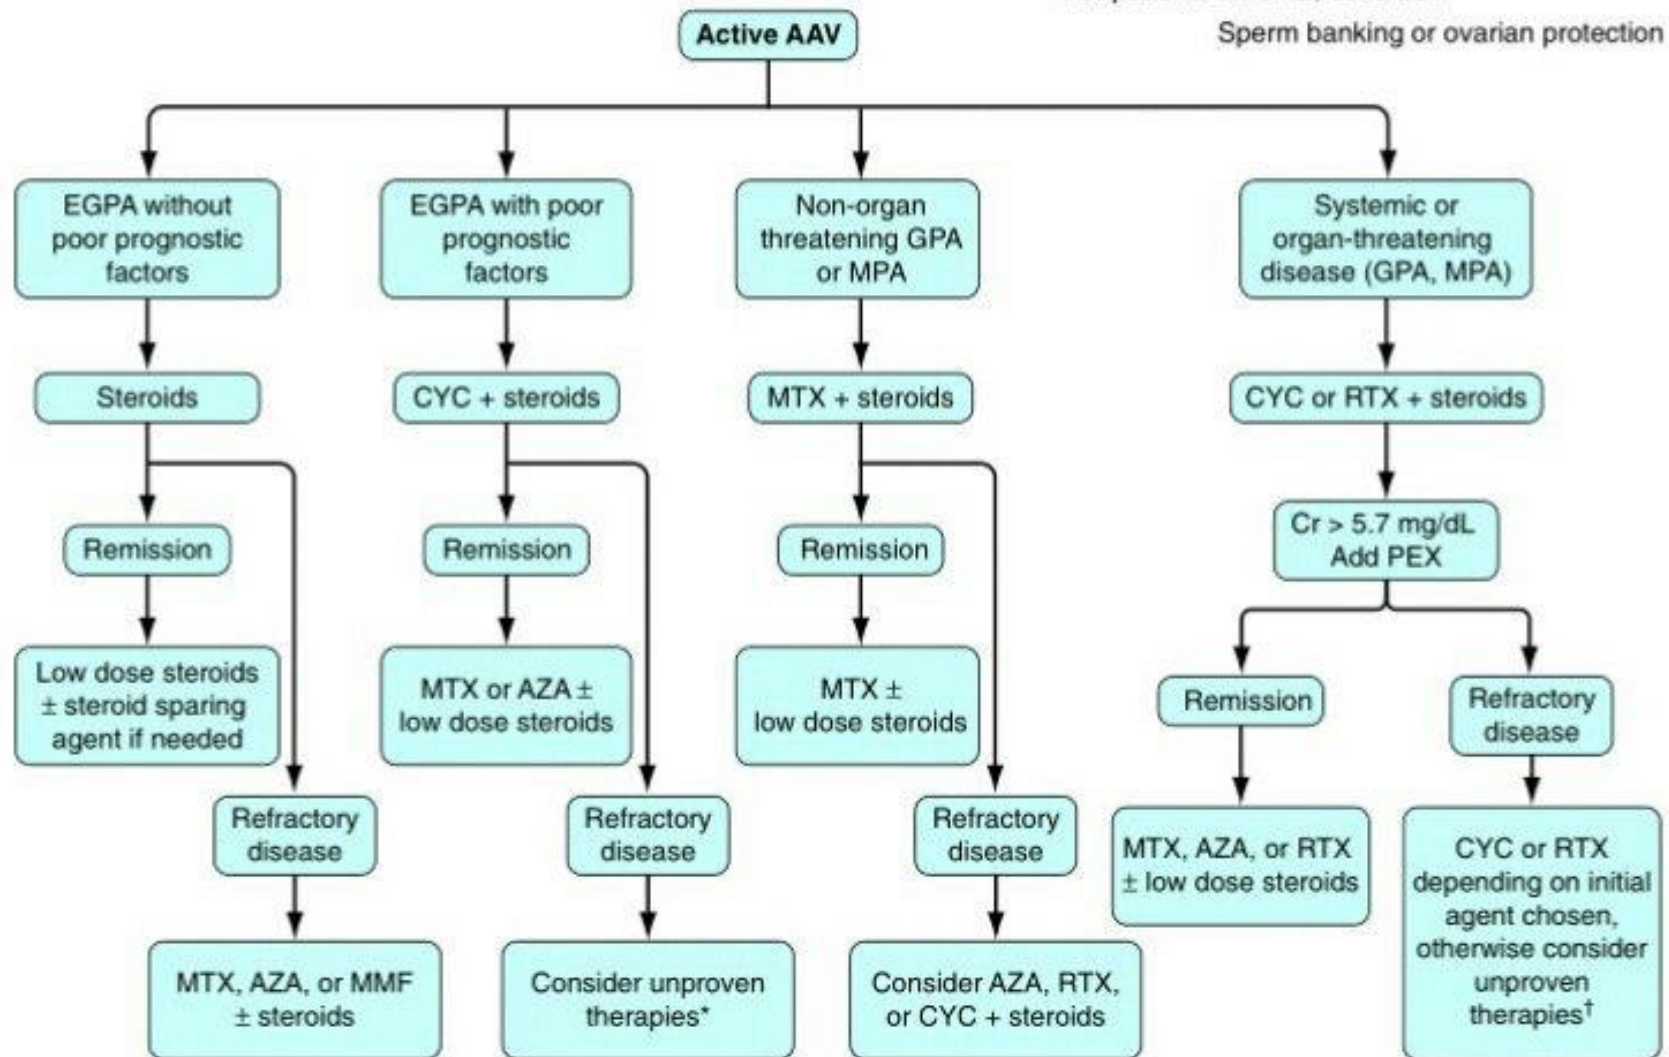 Sperm banking or ovarian protection
Active AAV
EGPA without
poor prognostic
factors
EGPA with poor
prognostic
factors
Non-organ
threatening GPA
or MPA
Systemic or
organ-threatening
disease (GPA, MPA)
Steroids
CYC + steroids
MTX + steroids
CYC or RTX + steroids
Cr > 5.7 mg/dL
Add PEX
Remission
Remission
Remission
Remission
Refractory
disease
Low dose steroids
± steroid sparing
agent if needed
MTX or AZA ±
low dose steroids
MTX ±
low dose steroids
Refractory
disease
Refractory
disease
Refractory
disease
MTX, AZA, or RTX
± low dose steroids
CYC or RTX
depending on initial
agent chosen,
otherwise consider
unproven
therapies†
MTX, AZA, or MMF
± steroids
Consider unproven
therapies*
Consider AZA, RTX,
or CYC + steroids